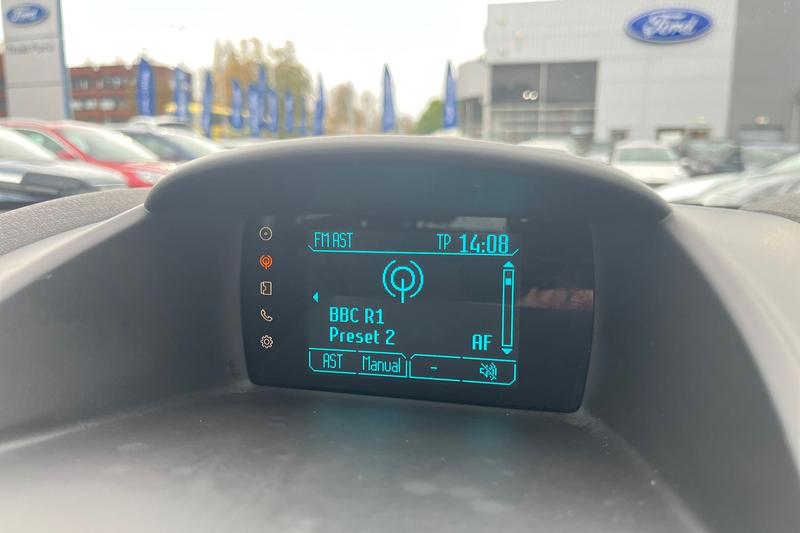 Ford
Ford
FM AST TP 14:08
BBC R1
Preset 2 AF
AST Manual -